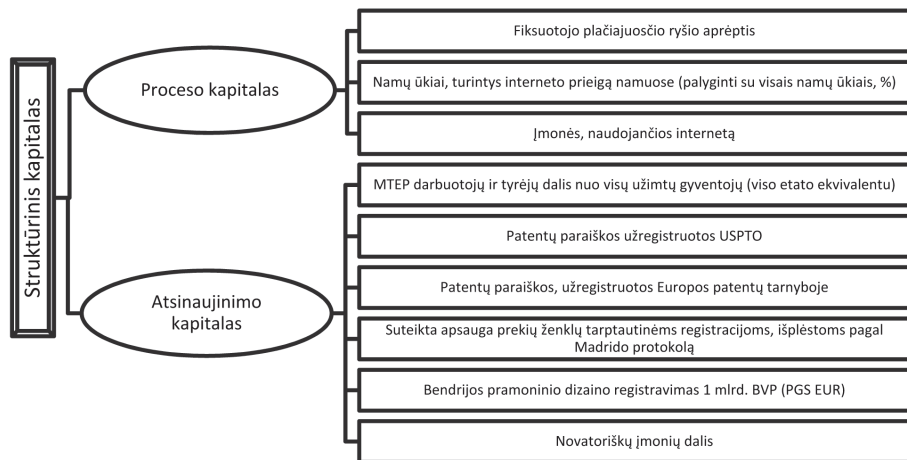 Struktūrinis kapitalas
Proceso kapitalas
Fiksuotojo plačiajuosčio ryšio aprėptis
Namų ūkiai, turintys interneto prieigą namuose (palyginti su visais namų ūkiais, %)
Įmonės, naudojančios internetą
Atsinaujinimo
kapitalas
MTEP darbuotojų ir tyrėjų dalis nuo visų užimtų gyventojų (viso etato ekvivalentu)
Patentų paraiškos užregistruotos USPTO
Patentų paraiškos, užregistruotos Europos patentų tarnyboje
Suteikta apsauga prekių ženklų tarptautinėms registracijoms, išplėstoms pagal
Madrido protokolą
Bendrijos pramoninio dizaino registravimas 1 mlrd. BVP (PGS EUR)
Novatoriškų įmonių dalis